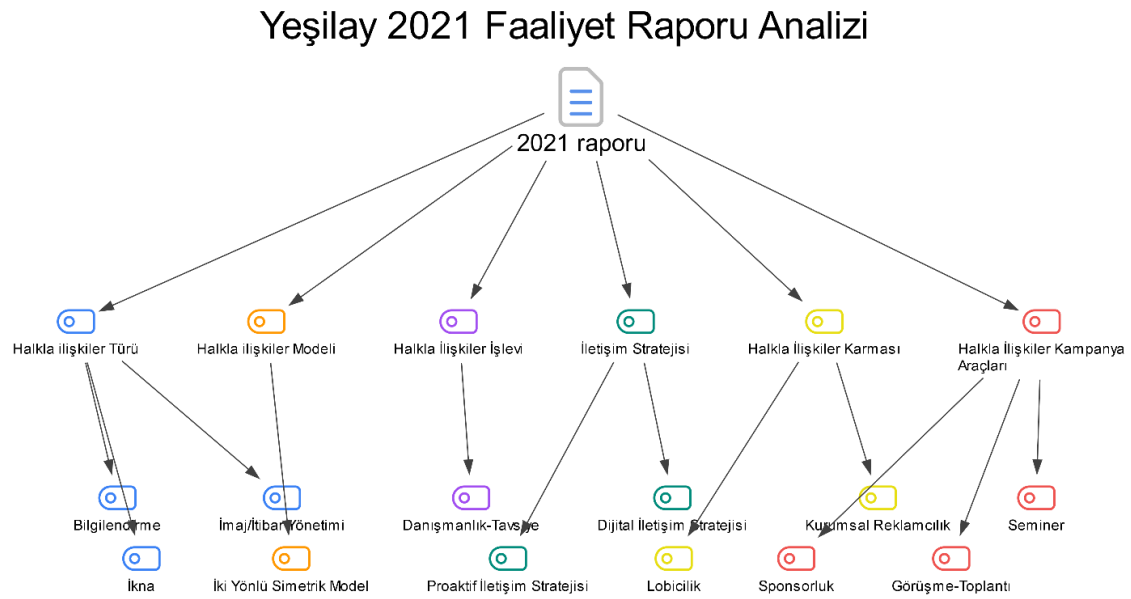 Yeşilay 2021 Faaliyet Raporu Analizi
2021 raporu
Halkla ilişkiler Türü
Halkla ilişkiler Modeli
Halkla İlişkiler İşlevi
İletişim Stratejisi
Halkla İlişkiler Karması
Halkla İlişkiler Kampanya
Araçları
Bilgilendirme
İmaj/İtibar Yönetimi
Danışmanlık-Tavsiye
Dijital İletişim Stratejisi
Kurumsal Reklamcılık
Seminer
İkna
İki Yönlü Simetrik Model
Proaktif İletişim Stratejisi
Lobicilik
Sponsorluk
Görüşme-Toplantı